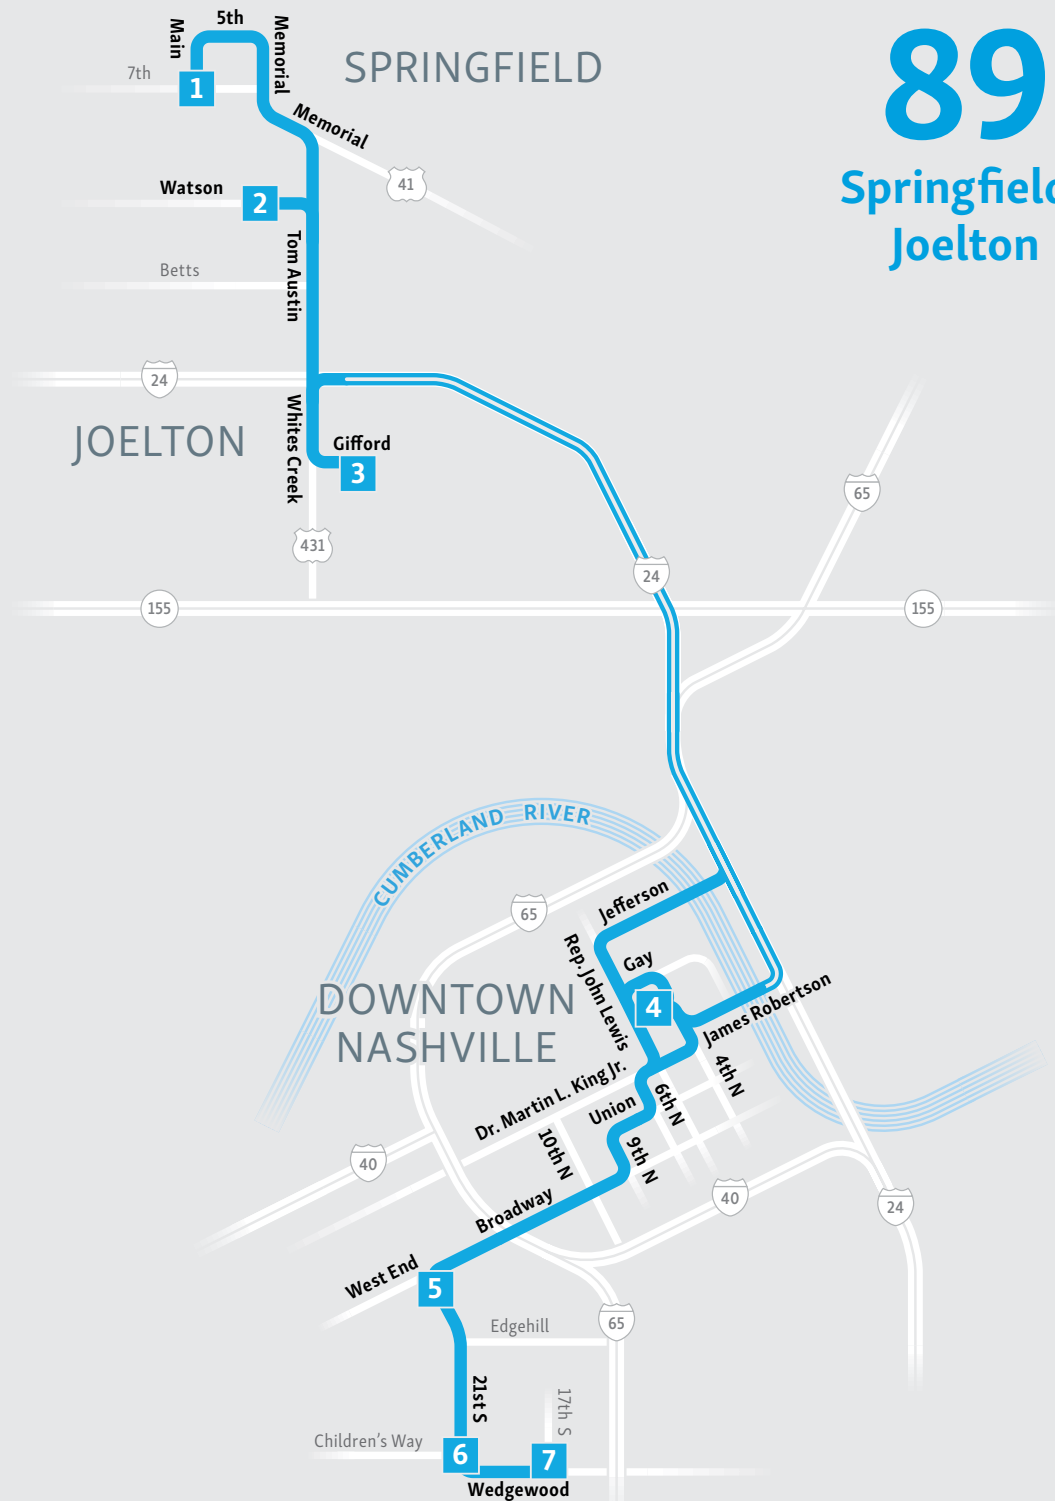 5th
Main
Memorial
SPRINGFIELD
89
7th
1
Memorial
41
Springfield
Joelton
Watson
2
Tom Austin
Betts
24
Whites Creek
JOELTON
Gifford
3
65
431
24
155
155
CUMBERLAND RIVER
65
Jefferson
Rep. John Lewis
Gay
4
DOWNTOWN
NASHVILLE
James Robertson
4th N
Dr. Martin L. King Jr.
Union
6th N
10th N
9th N
40
Broadway
40
24
West End
5
65
Edgehill
21st S
17th S
Children's Way
6
7
Wedgewood